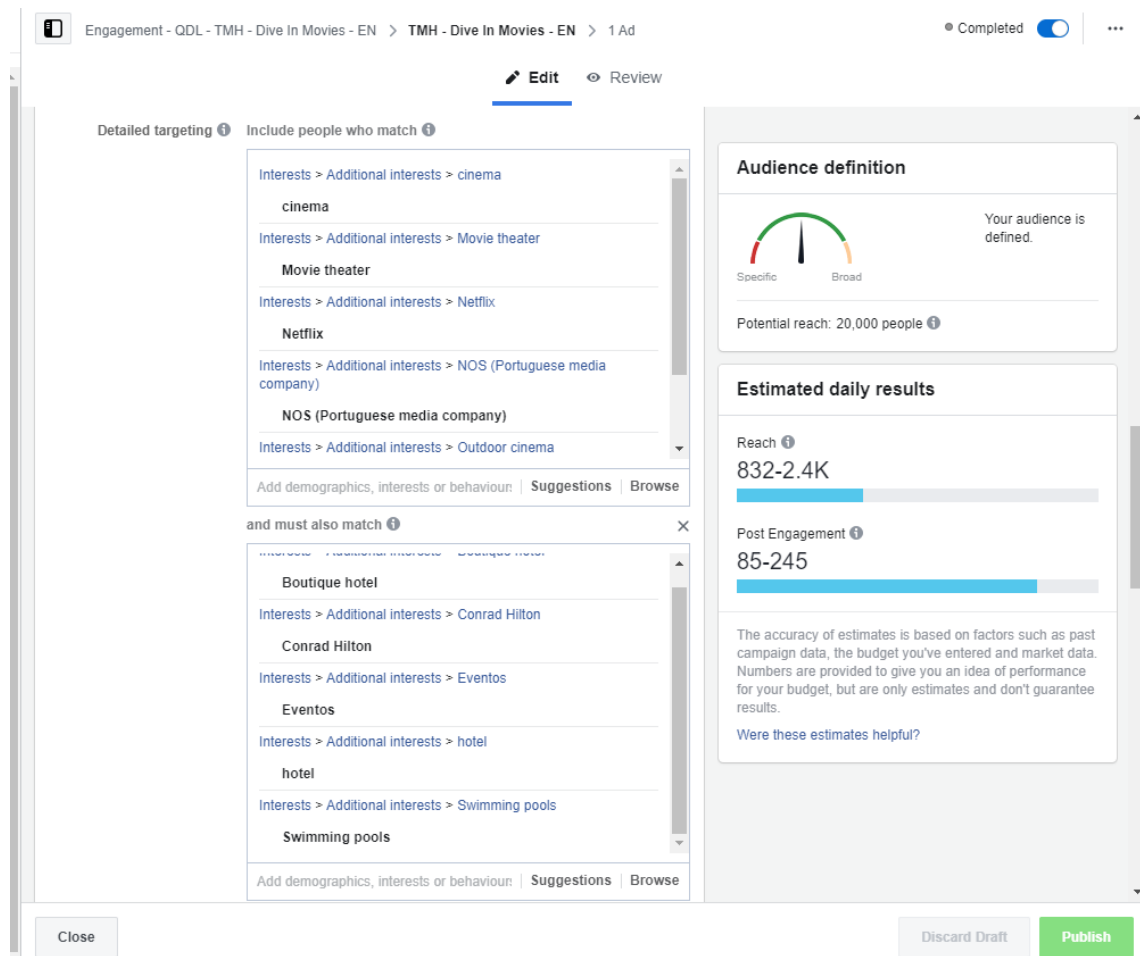 Engagement - QDL - TMH - Dive In Movies - EN > TMH - Dive In Movies - EN > 1 Ad
Completed
Edit
Review
Detailed targeting
Include people who match
Interests > Additional interests > cinema
cinema
Interests > Additional interests > Movie theater
Movie theater
Interests > Additional interests > Netflix
Netflix
Interests > Additional interests > NOS (Portuguese media
company)
NOS (Portuguese media company)
Interests > Additional interests > Outdoor cinema
Add demographics, interests or behaviours
Suggestions
Browse
and must also match
Interests > Additional interests > Boutique hotel
Boutique hotel
Interests > Additional interests > Conrad Hilton
Conrad Hilton
Interests > Additional interests > Eventos
Eventos
Interests > Additional interests > hotel
hotel
Interests > Additional interests > Swimming pools
Swimming pools
Add demographics, interests or behaviours
Suggestions
Browse
Audience definition
Your audience is
defined.
Specific
Broad
Potential reach: 20,000 people
Estimated daily results
Reach
832-2.4K
Post Engagement
85-245
The accuracy of estimates is based on factors such as past
campaign data, the budget you've entered and market data.
Numbers are provided to give you an idea of performance
for your budget, but are only estimates and don't guarantee
results.
Were these estimates helpful?
Close
Discard Draft
Publish